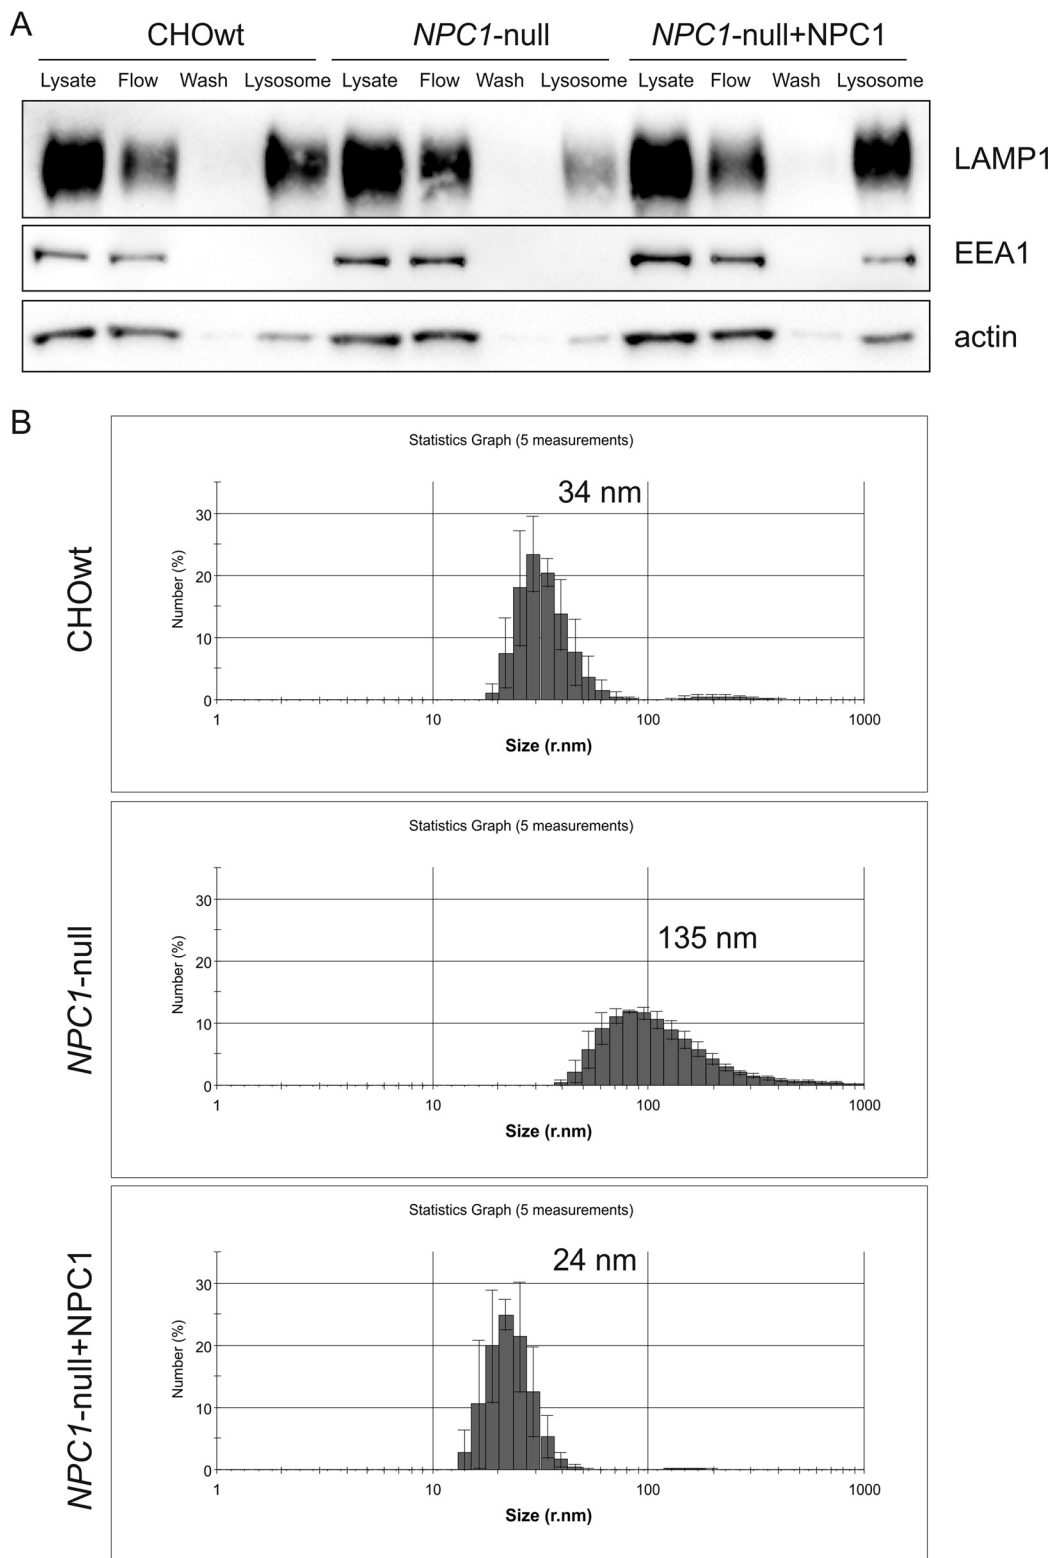 A
CHOwt NPC1-null NPC1-null+NPC1
Lysate Flow Wash Lysosome Lysate Flow Wash Lysosome Lysate Flow Wash Lysosome
LAMP1
EEA1
actin
B
CHOwt
Statistics Graph (5 measurements)
34 nm
Number (%)
30
20
10
0
1 10 100 1000
Size (r.nm)
NPC1-null
Statistics Graph (5 measurements)
135 nm
Number (%)
30
20
10
0
1 10 100 1000
Size (r.nm)
NPC1-null+NPC1
Statistics Graph (5 measurements)
24 nm
Number (%)
30
20
10
0
1 10 100 1000
Size (r.nm)